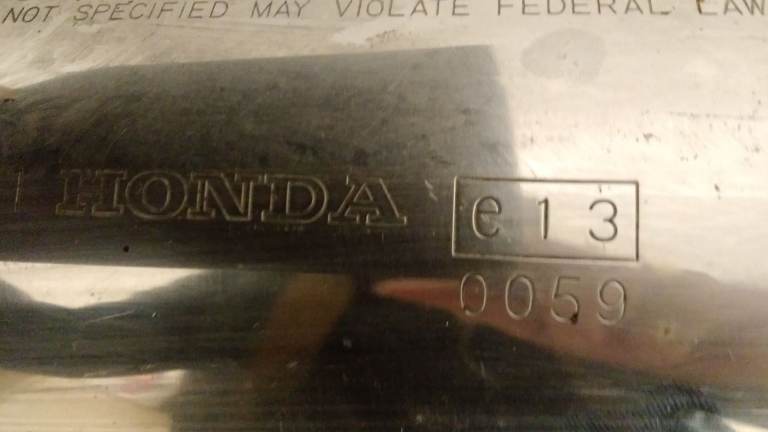 NOT SPECIFIED MAY VIOLATE FEDERAL LAW
HONDA
e 13
0059